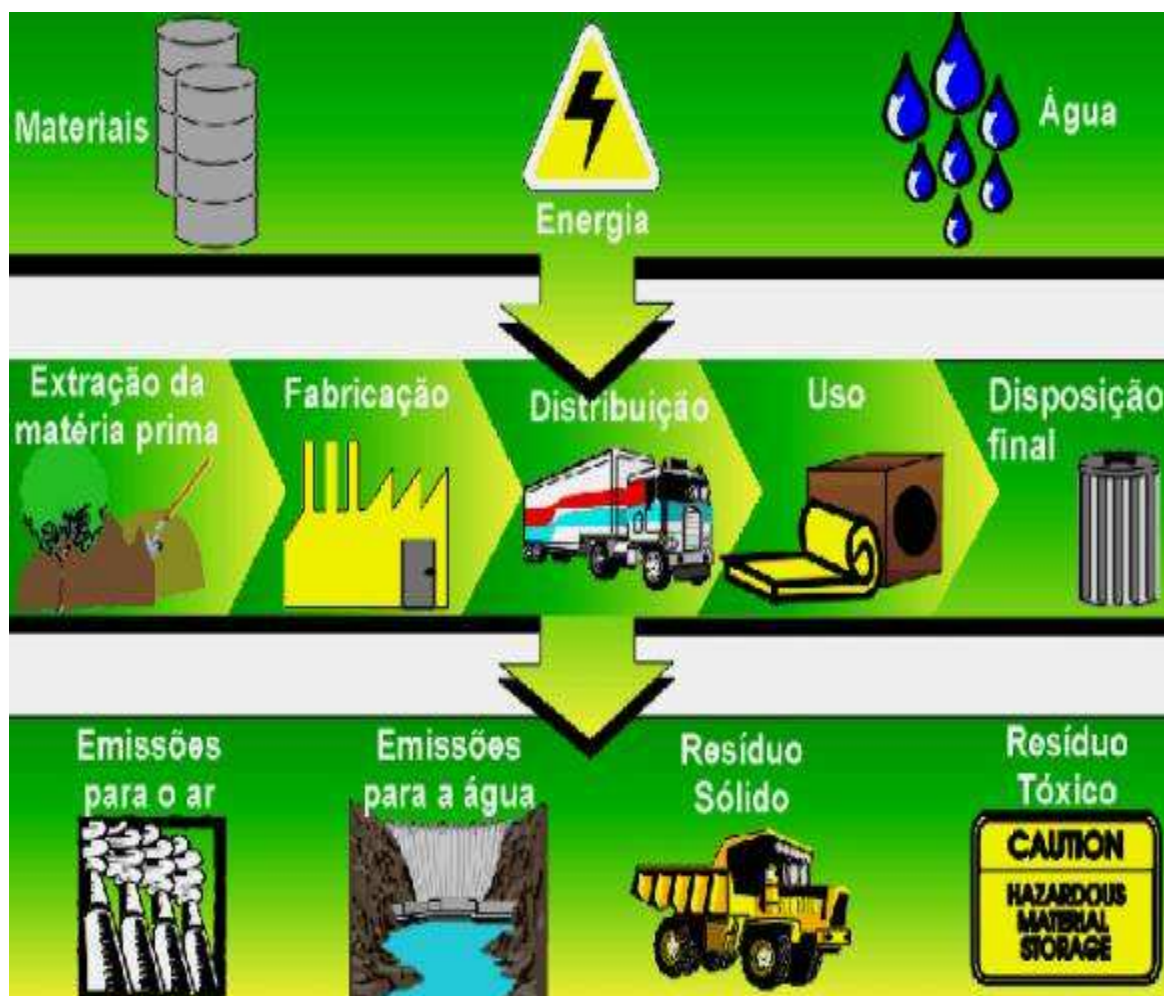 Materiais
Energia
Água
Extração da
matéria prima
Fabricação
Distribuição
Uso
Disposição
final
Emissões
para o ar
Emissões
para a água
Resíduo
Sólido
Resíduo
Tóxico
CAUTION
HAZARDOUS
MATERIAL
STORAGE